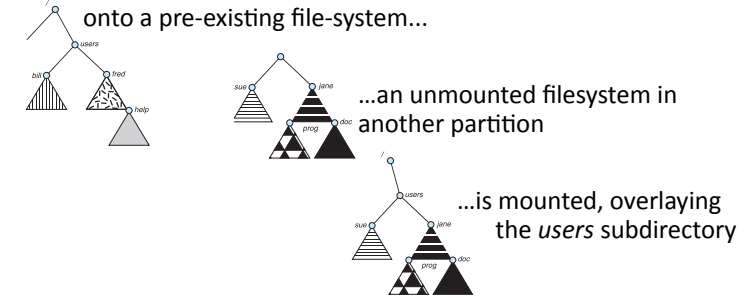 /
onto a pre-existing file-system...
users
bill
fred
help
sue
jane
prog
doc
...an unmounted filesystem in
another partition
/
users
sue
jane
prog
doc
...is mounted, overlaying
the users subdirectory